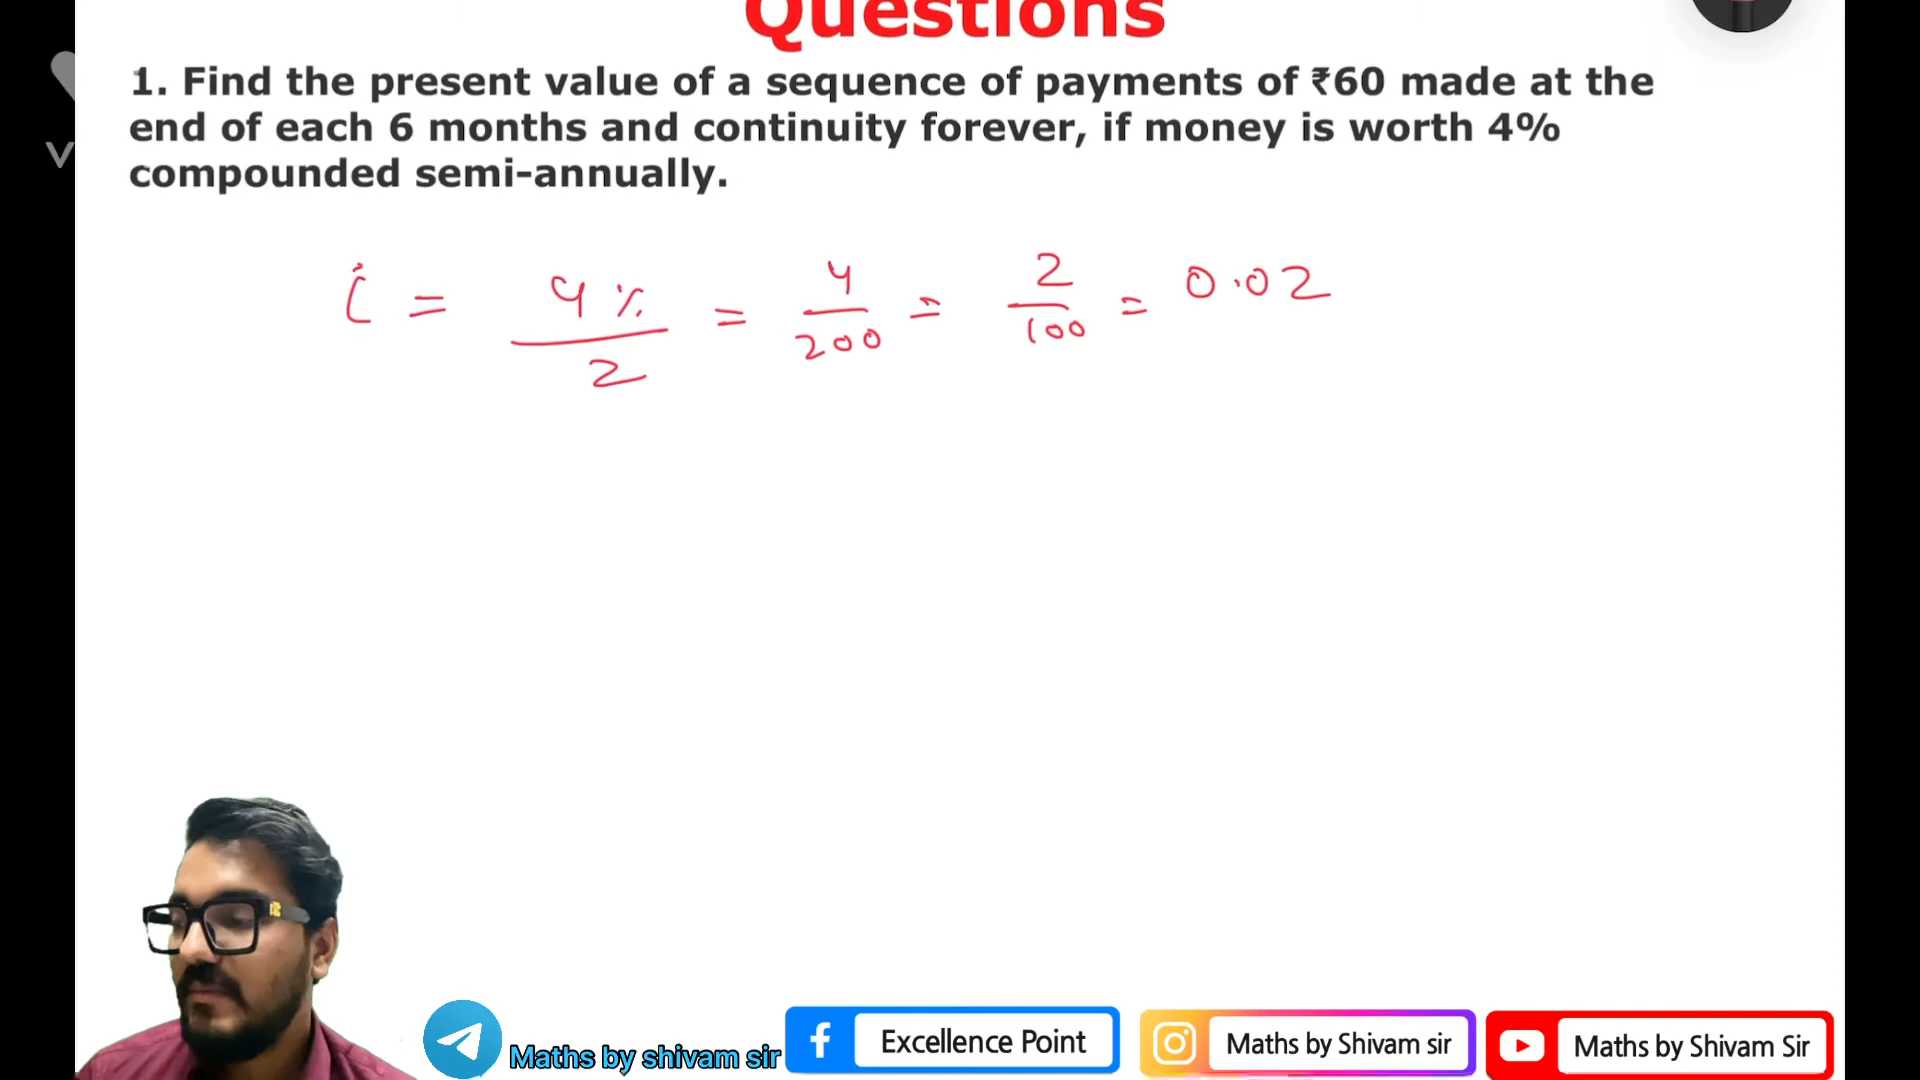 Questions
1. Find the present value of a sequence of payments of ₹60 made at the
end of each 6 months and continuity forever, if money is worth 4%
compounded semi-annually.
i = 4% / 2 = 4 / 200 = 2 / 100 = 0.02
V
Maths by shivam sir
Excellence Point
Maths by Shivam sir
Maths by Shivam Sir